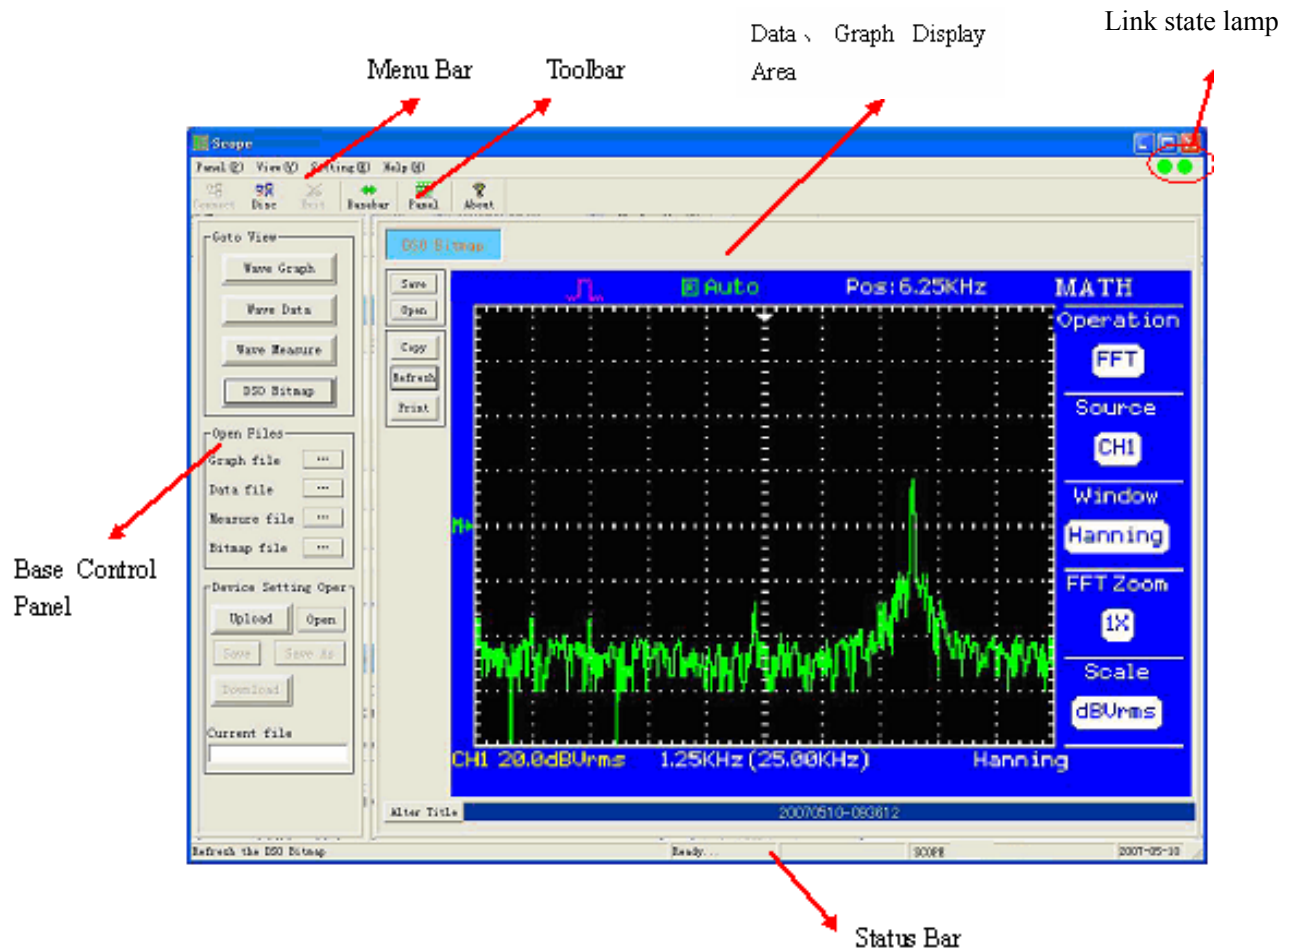 Link state lamp
Data、 Graph Display
Area
Menu Bar
Toolbar
Scope
Panel(P) View(V) Setting(E) Help(H)
Connect Disc Exit Basebar Panel About
Goto View
Wave Graph
Wave Data
Wave Measure
DSO Bitmap
Open Files
Graph file ...
Data file ...
Measure file ...
Bitmap file ...
Device Setting Oper
Upload Open
Save Save As
Download
Current file
Base Control
Panel
DSO Bitmap
Save
Open
Copy
Refresh
Print
Auto Pos:6.25KHz MATH
Operation
FFT
Source
CH1
Window
Hanning
FFT Zoom
1X
Scale
dBVrms
M
CH1 20.0dBVrms 1.25KHz(25.00KHz) Hanning
Alter Title 20070510-093612
Refresh the DSO Bitmap Ready... SCOPE 2007-05-10
Status Bar